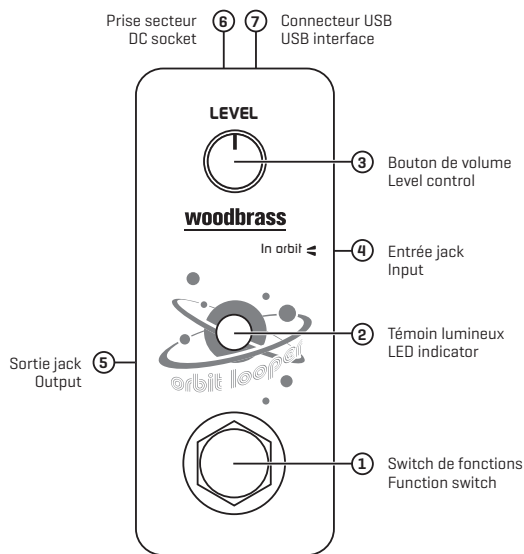 Prise secteur
DC socket
6
7
Connecteur USB
USB interface
LEVEL
3
Bouton de volume
Level control
woodbrass
In orbit
4
Entrée jack
Input
2
Témoin lumineux
LED indicator
Sortie jack
Output
5
orbit looper
1
Switch de fonctions
Function switch